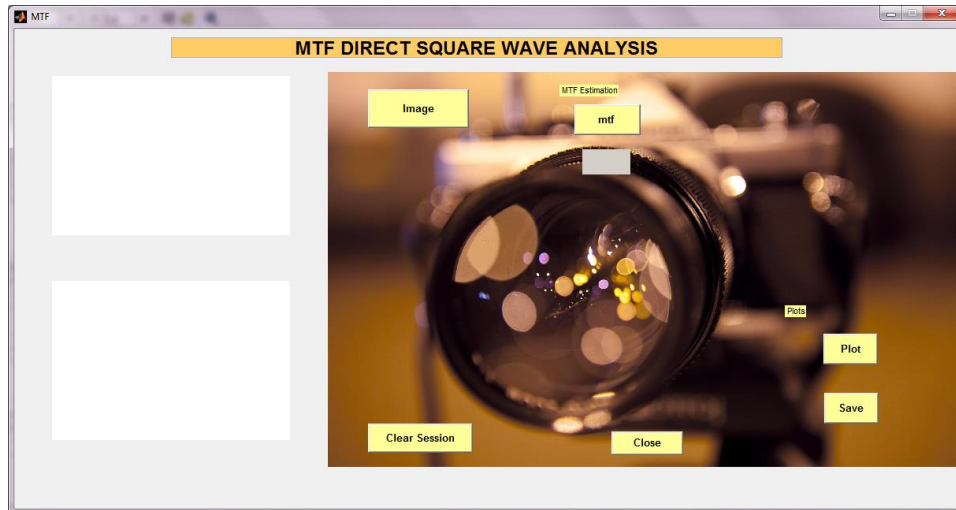 MTF
MTF DIRECT SQUARE WAVE ANALYSIS
Image
MTF Estimation
mtf
Plots
Plot
Save
Clear Session
Close